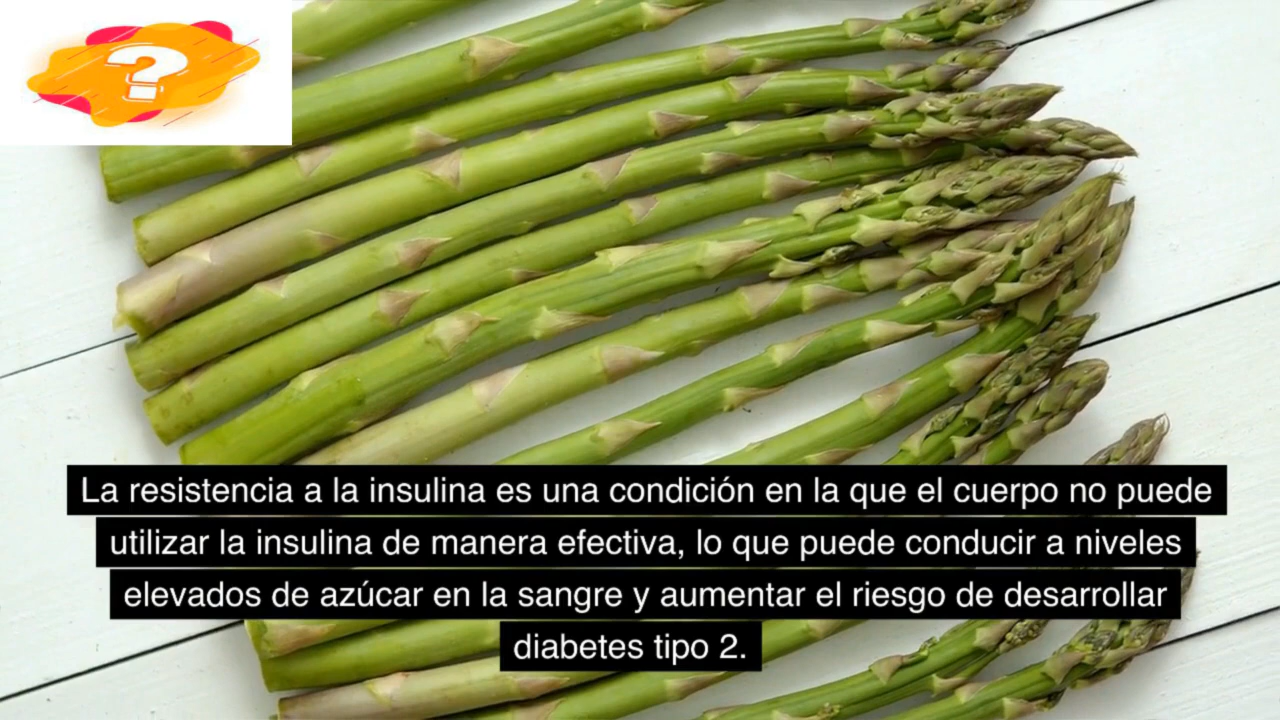 ?
La resistencia a la insulina es una condición en la que el cuerpo no puede
utilizar la insulina de manera efectiva, lo que puede conducir a niveles
elevados de azúcar en la sangre y aumentar el riesgo de desarrollar
diabetes tipo 2.